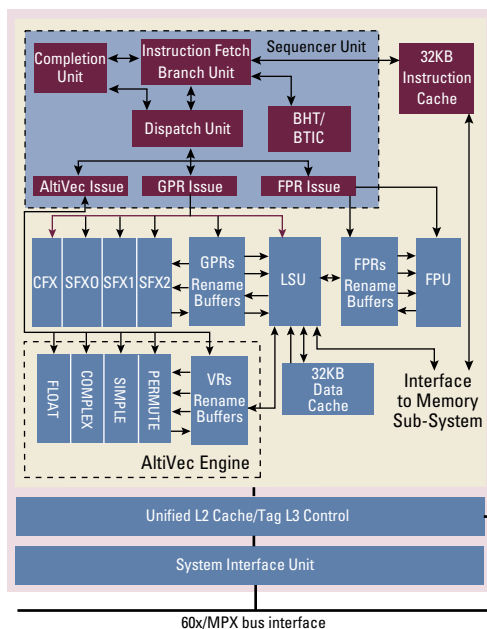 Completion
Unit
Instruction Fetch
Branch Unit
Sequencer Unit
32KB
Instruction
Cache
Dispatch Unit
BHT/
BTIC
AltiVec Issue
GPR Issue
FPR Issue
CFX
SFX0
SFX1
SFX2
GPRs
Rename
Buffers
LSU
FPRs
Rename
Buffers
FPU
FLOAT
COMPLEX
SIMPLE
PERMUTE
VRs
Rename
Buffers
32KB
Data
Cache
Interface
to Memory
Sub-System
AltiVec Engine
Unified L2 Cache/Tag L3 Control
System Interface Unit
60x/MPX bus interface